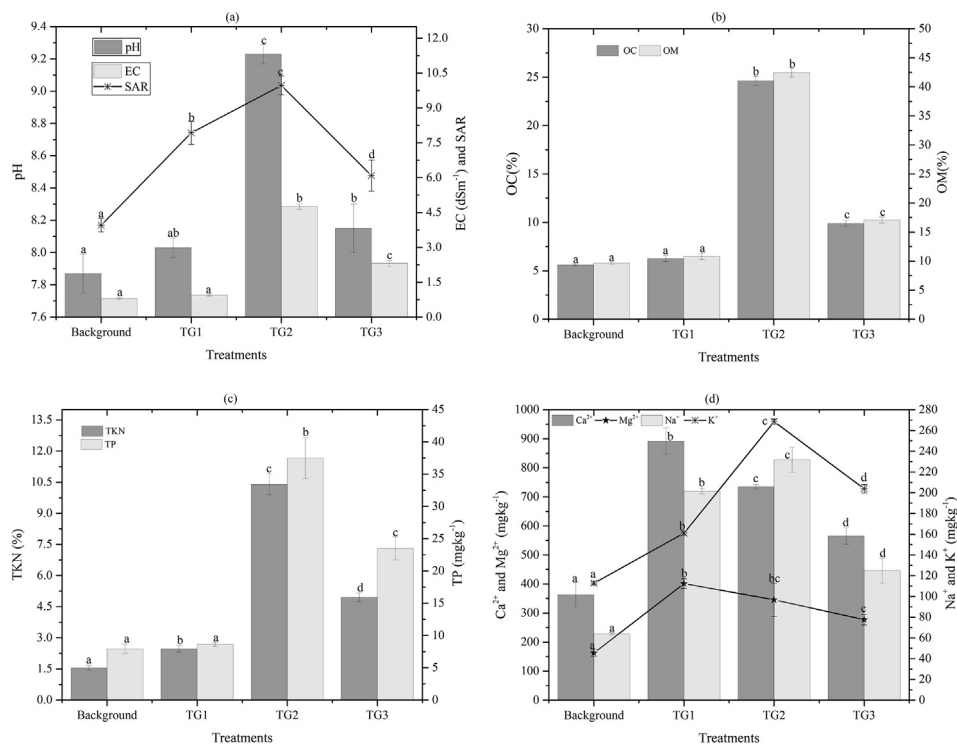 (a)
9.4
9.2
9.0
8.8
8.6
8.4
8.2
8.0
7.8
7.6
pH
pH
EC
SAR
12.0
10.5
9.0
7.5
6.0
4.5
3.0
1.5
0.0
EC (dSm⁻¹) and SAR
a
a
a
ab
b
a
c
c
b
b
d
c
Background
TG1
TG2
TG3
Treatments
(b)
30
25
20
15
10
5
0
OC(%)
OC
OM
50
45
40
35
30
25
20
15
10
5
0
OM(%)
a
a
a
a
b
b
c
c
Background
TG1
TG2
TG3
Treatments
(c)
13.5
12.0
10.5
9.0
7.5
6.0
4.5
3.0
1.5
0.0
TKN (%)
TKN
TP
45
40
35
30
25
20
15
10
5
0
TP (mgkg⁻¹)
a
a
b
a
c
b
d
c
Background
TG1
TG2
TG3
Treatments
(d)
1000
900
800
700
600
500
400
300
200
100
0
Ca²⁺ and Mg²⁺ (mgkg⁻¹)
Ca²⁺
Mg²⁺
Na⁺
K⁺
280
260
240
220
200
180
160
140
120
100
80
60
40
20
0
Na⁺ and K⁺ (mgkg⁻¹)
a
a
a
a
b
b
b
b
c
c
bc
c
d
d
c
d
Background
TG1
TG2
TG3
Treatments